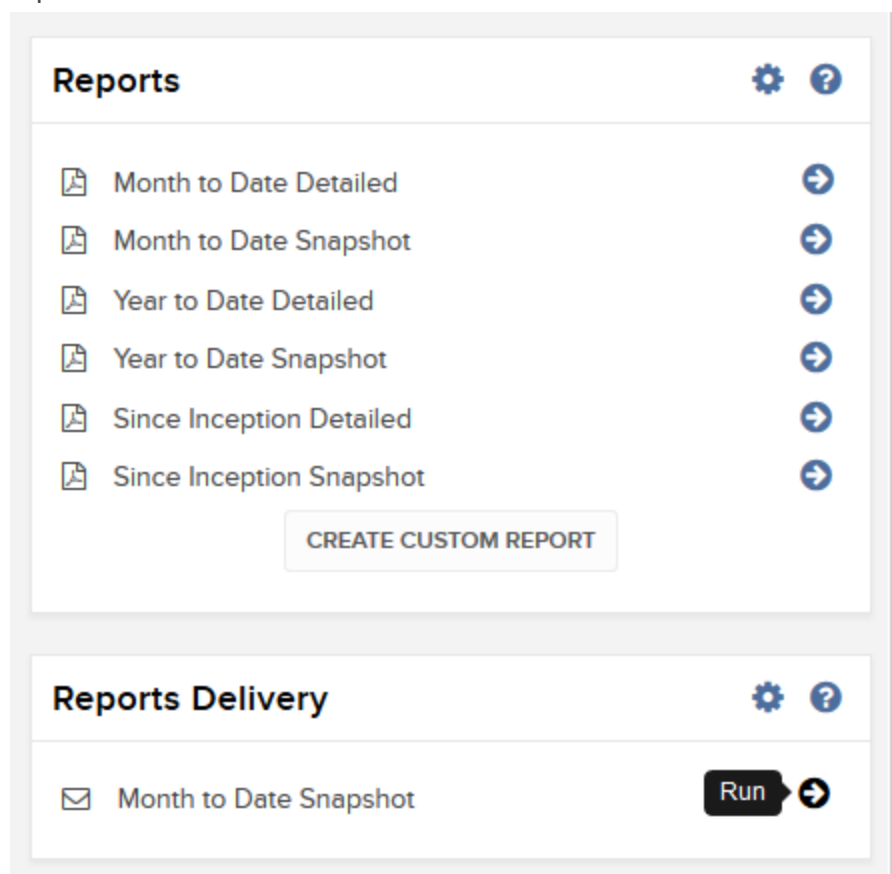 Reports
Month to Date Detailed
Month to Date Snapshot
Year to Date Detailed
Year to Date Snapshot
Since Inception Detailed
Since Inception Snapshot
CREATE CUSTOM REPORT
Reports Delivery
Month to Date Snapshot Run